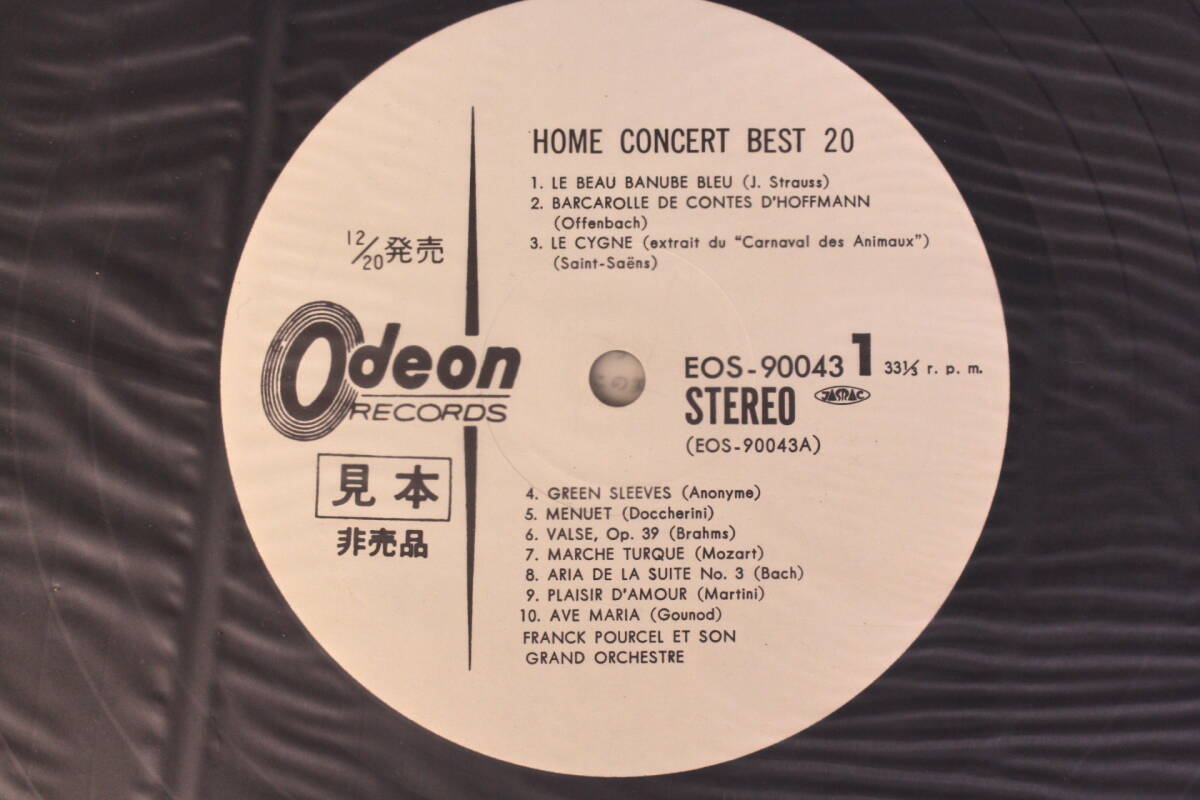 HOME CONCERT BEST 20
1. LE BEAU BANUBE BLEU (J. Strauss)
2. BARCAROLLE DE CONTES D'HOFFMANN
(Offenbach)
3. LE CYGNE (extrait du “Carnaval des Animaux”)
(Saint-Saëns)
12/20発売
Odeon
RECORDS
見本
非売品
EOS-90043 1 33⅓ r. p. m.
STEREO JASRAC
(EOS-90043A)
4. GREEN SLEEVES (Anonyme)
5. MENUET (Doccherini)
6. VALSE, Op. 39 (Brahms)
7. MARCHE TURQUE (Mozart)
8. ARIA DE LA SUITE No. 3 (Bach)
9. PLAISIR D'AMOUR (Martini)
10. AVE MARIA (Gounod)
FRANCK POURCEL ET SON
GRAND ORCHESTRE